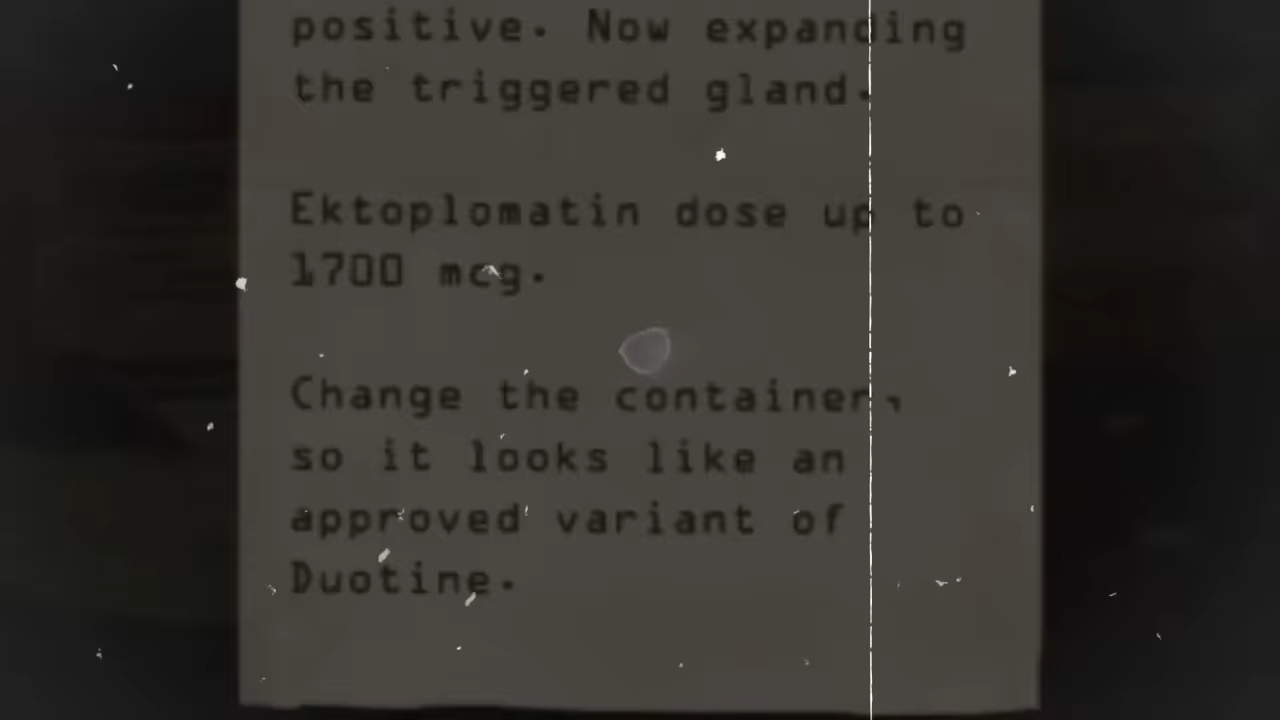 positive. Now expanding
the triggered gland.
Ektoplomatin dose up to
1700 mcg.
Change the container,
so it looks like an
approved variant of
Duotine.